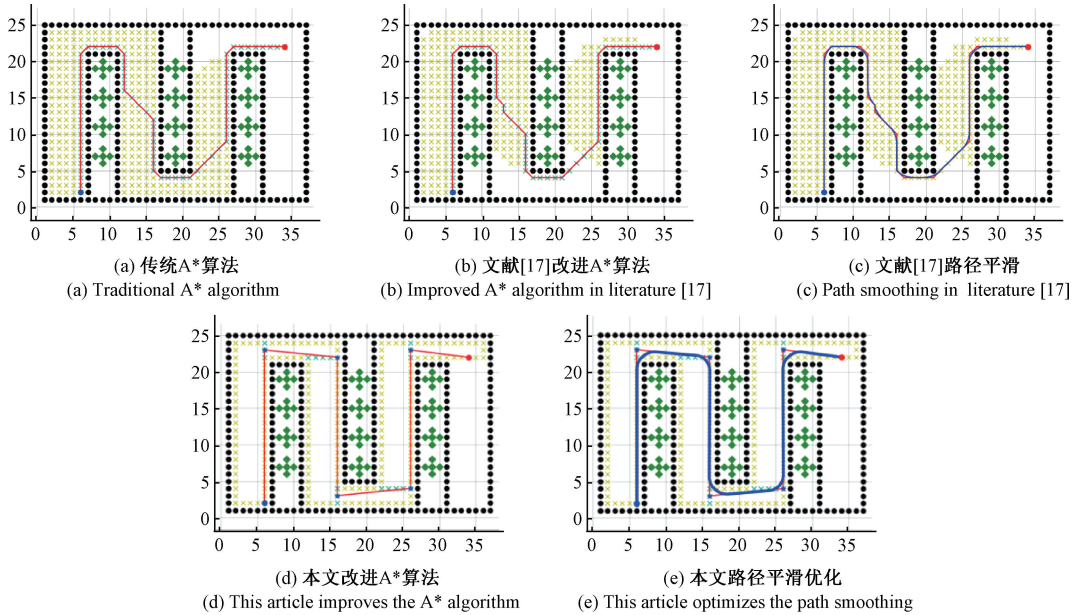 25
20
15
10
5
0
0 5 10 15 20 25 30 35
(a) 传统A*算法
(a) Traditional A* algorithm
25
20
15
10
5
0
0 5 10 15 20 25 30 35
(b) 文献[17]改进A*算法
(b) Improved A* algorithm in literature [17]
25
20
15
10
5
0
0 5 10 15 20 25 30 35
(c) 文献[17]路径平滑
(c) Path smoothing in literature [17]
25
20
15
10
5
0
0 5 10 15 20 25 30 35
(d) 本文改进A*算法
(d) This article improves the A* algorithm
25
20
15
10
5
0
0 5 10 15 20 25 30 35
(e) 本文路径平滑优化
(e) This article optimizes the path smoothing